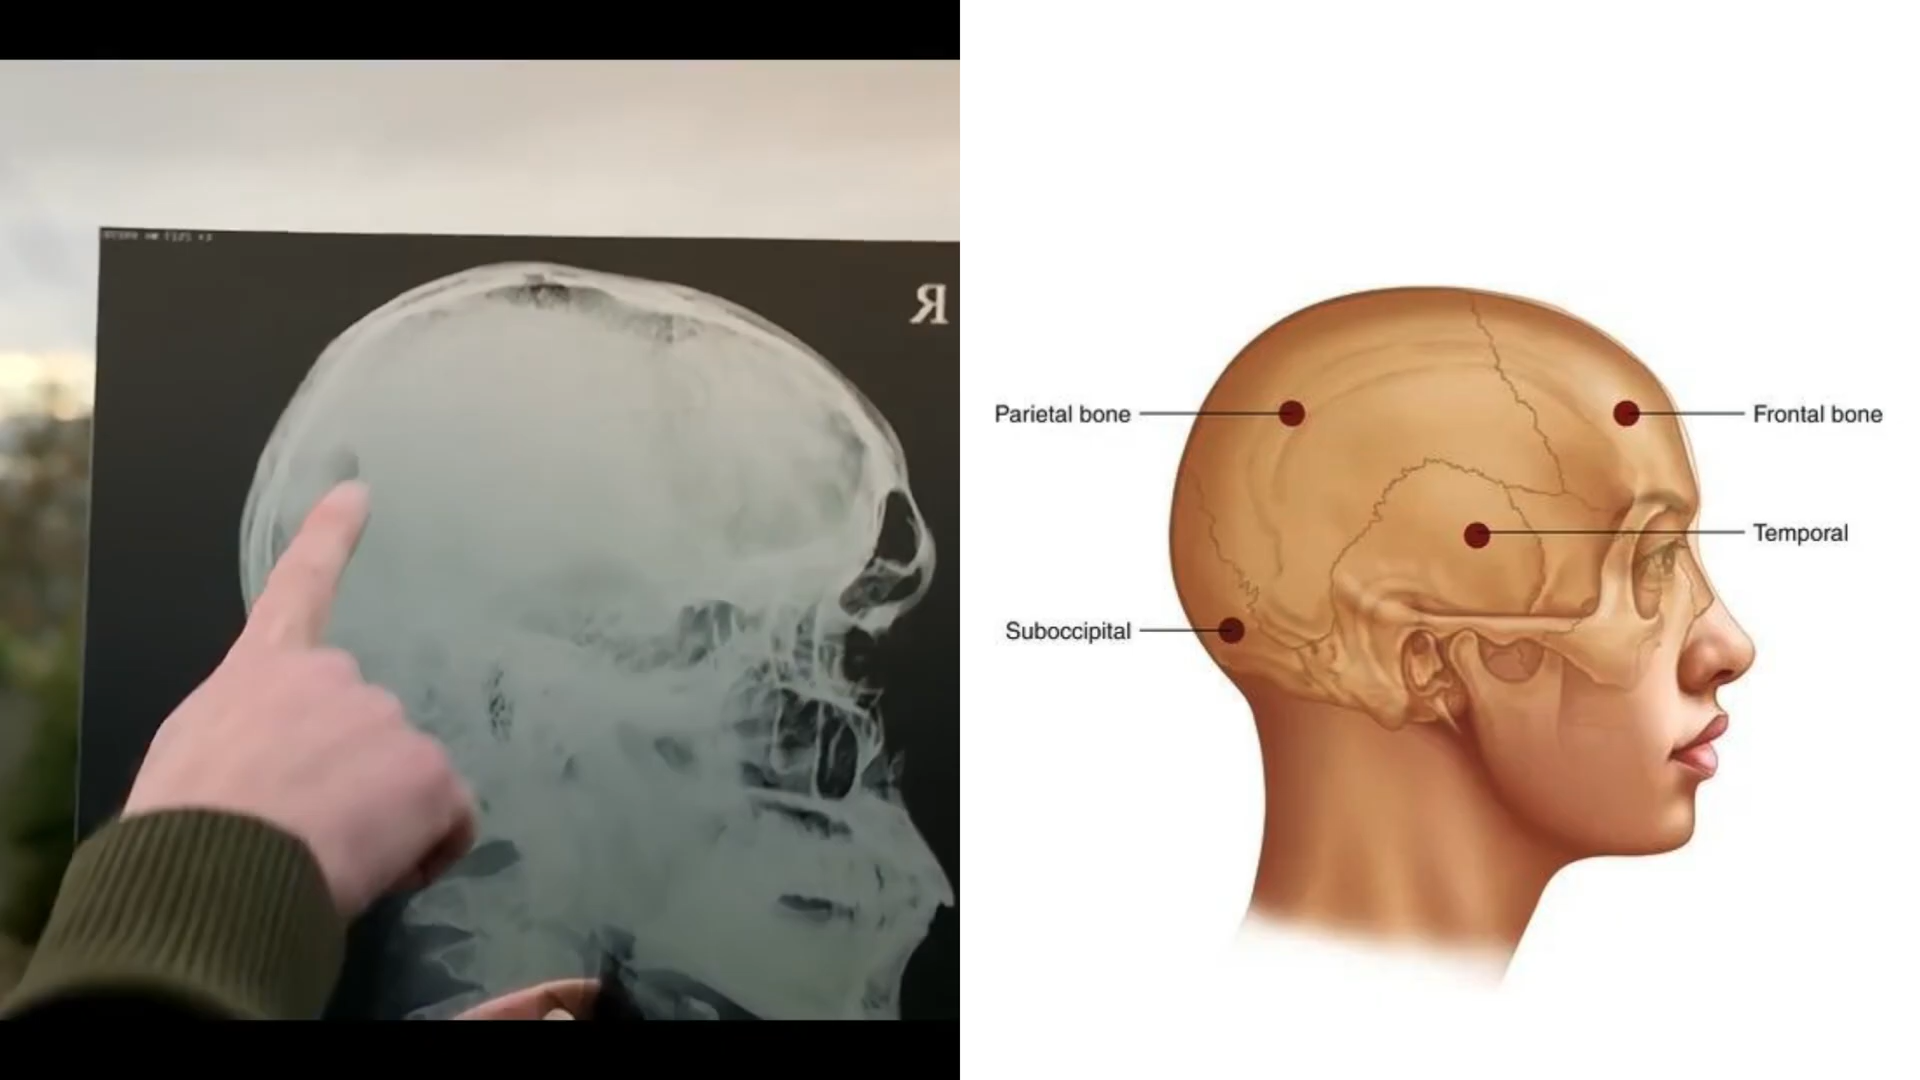 Я
Parietal bone
Frontal bone
Temporal
Suboccipital